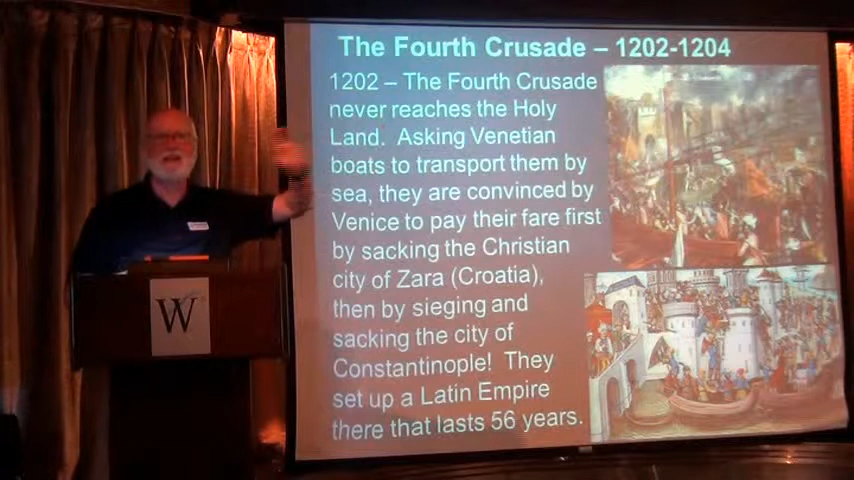 The Fourth Crusade – 1202-1204
1202 – The Fourth Crusade
never reaches the Holy
Land. Asking Venetian
boats to transport them by
sea, they are convinced by
Venice to pay their fare first
by sacking the Christian
city of Zara (Croatia),
then by sieging and
sacking the city of
Constantinople! They
set up a Latin Empire
there that lasts 56 years.
W